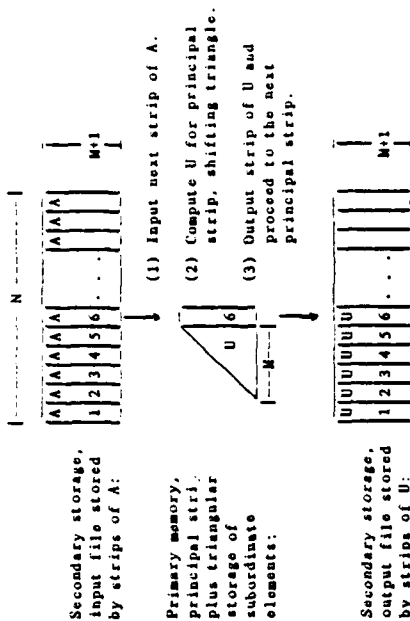 ------ N ------
Secondary storage,
input file stored
by strips of A:
A A A A A A A A A
1 2 3 4 5 6 . . .
M+1
(1) Input next strip of A.
Primary memory,
principal stri.
plus triangular
storage of
subordinate
elements:
U 6
--M--
(2) Compute U for principal
strip, shifting triangle.
(3) Output strip of U and
proceed to the next
principal strip.
Secondary storage,
output file stored
by strips of U:
U U U U U U
1 2 3 4 5 6 . . .
M+1